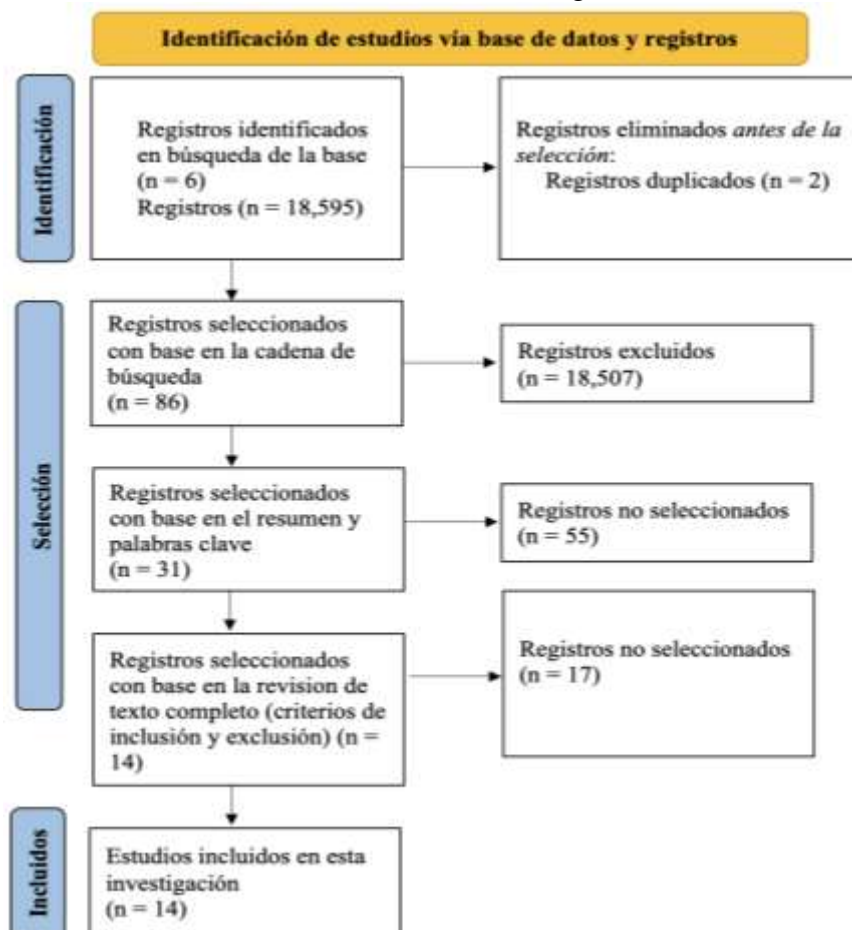 Identificación de estudios vía base de datos y registros
Identificación
Registros identificados
en búsqueda de la base
(n = 6)
Registros (n = 18,595)
Registros eliminados antes de la
selección:
Registros duplicados (n = 2)
Selección
Registros seleccionados
con base en la cadena de
búsqueda
(n = 86)
Registros excluidos
(n = 18,507)
Registros seleccionados
con base en el resumen y
palabras clave
(n = 31)
Registros no seleccionados
(n = 55)
Registros seleccionados
con base en la revision de
texto completo (criterios de
inclusión y exclusión) (n =
14)
Registros no seleccionados
(n = 17)
Incluidos
Estudios incluidos en esta
investigación
(n = 14)